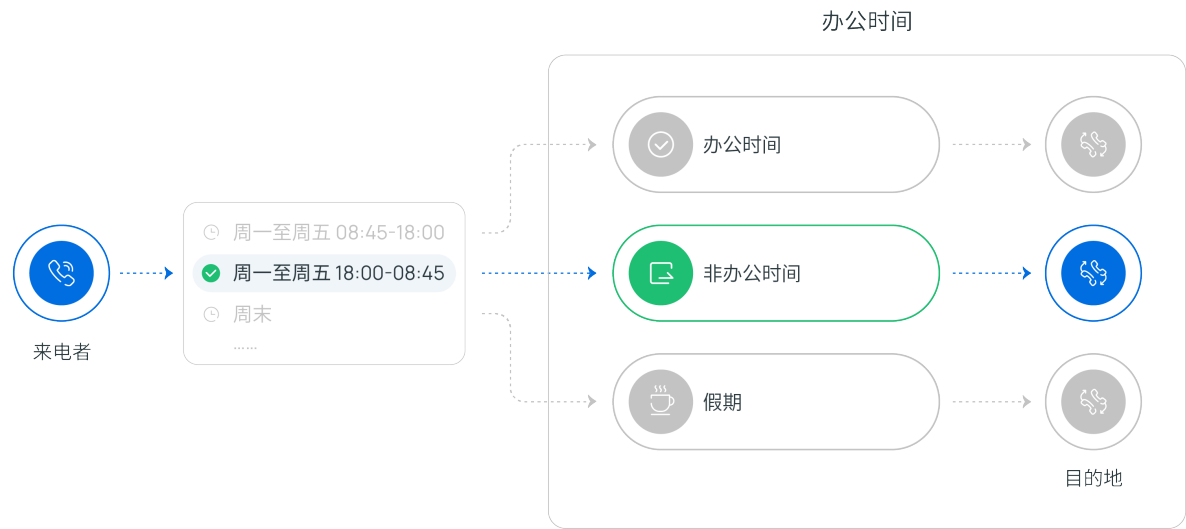 办公时间
来电者
周一至周五 08:45-18:00
周一至周五 18:00-08:45
周末
……
办公时间
非办公时间
假期
目的地